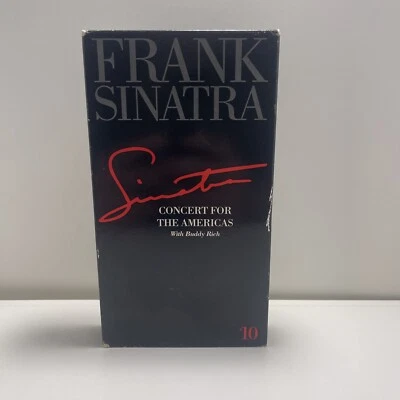 FRANK
SINATRA
Sinatra
CONCERT FOR
THE AMERICAS
With Buddy Rich
10